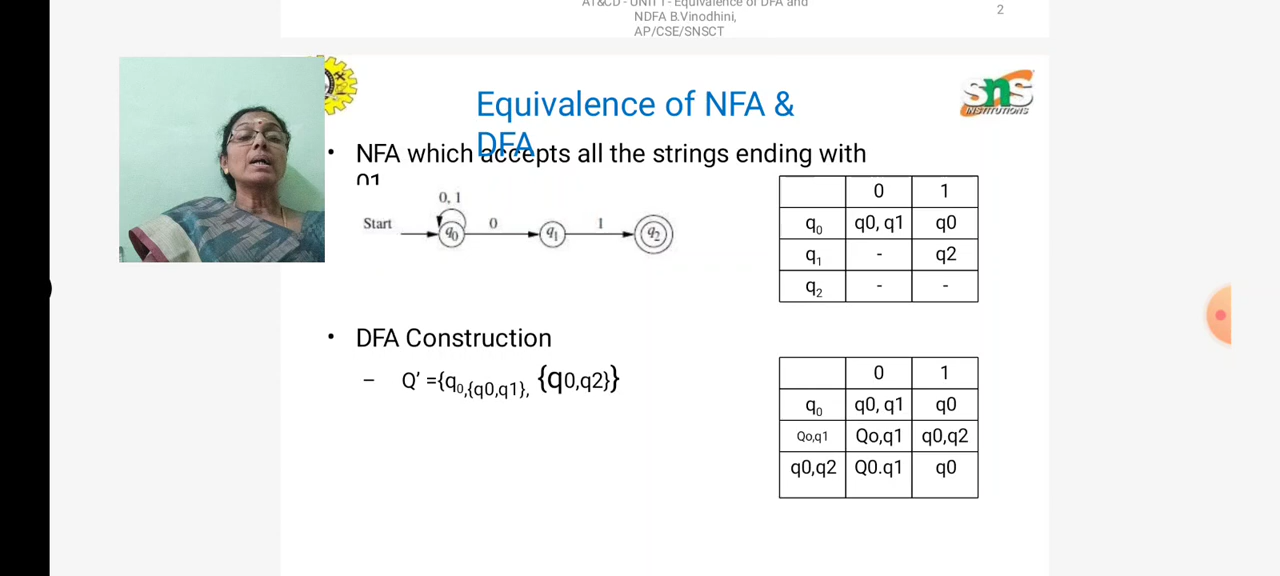 AT&CD - UNIT 1 - Equivalence of DFA and
NDFA B.Vinodhini,
AP/CSE/SNSCT
2
Equivalence of NFA &
DFA
SNS
INSTITUTIONS
• NFA which accepts all the strings ending with
01
Start 0, 1 q0 0 q1 1 q2
0 1
q0 q0, q1 q0
q1 - q2
q2 - -
• DFA Construction
– Q' ={q0,{q0,q1}, {q0,q2}}
0 1
q0 q0, q1 q0
Qo,q1 Qo,q1 q0,q2
q0,q2 Q0.q1 q0